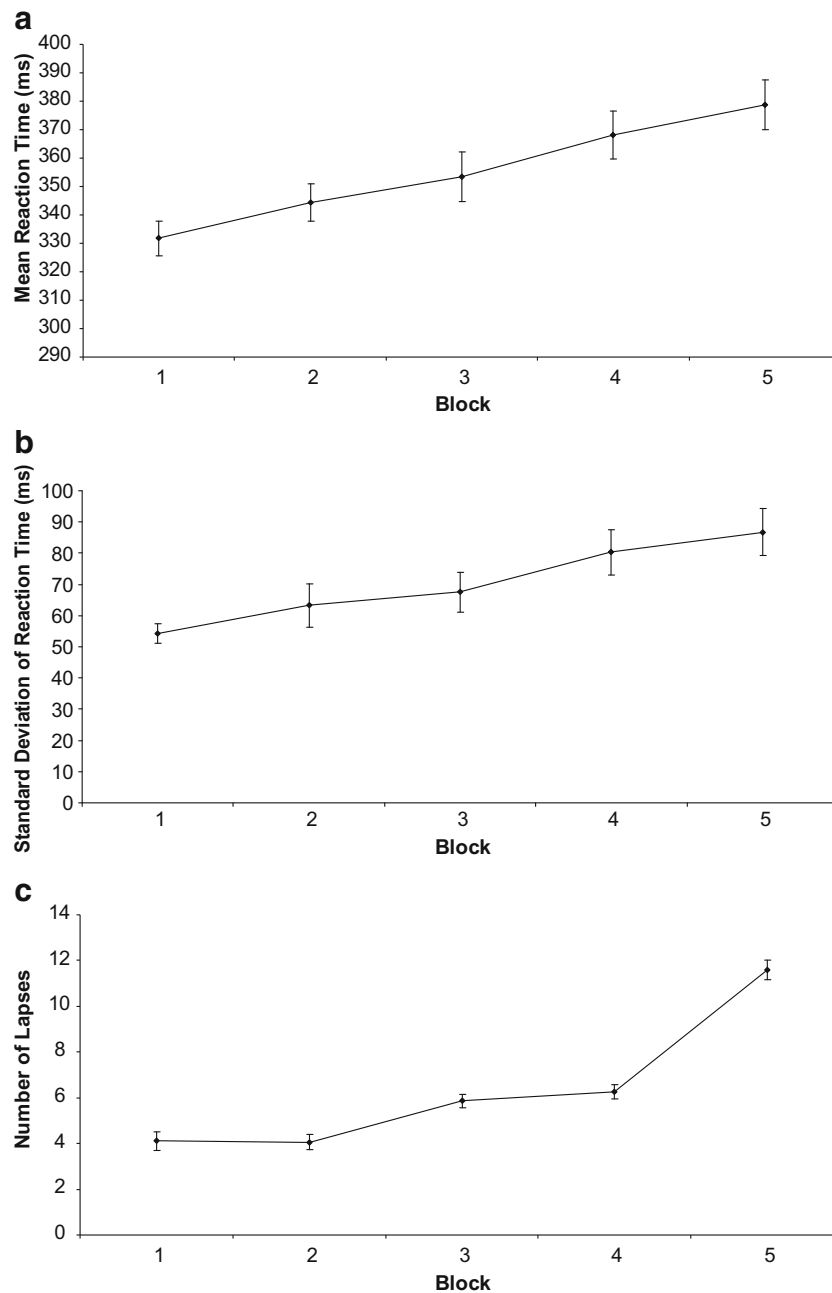 a
Mean Reaction Time (ms)
400
390
380
370
360
350
340
330
320
310
300
290
1 2 3 4 5
Block
b
Standard Deviation of Reaction Time (ms)
100
90
80
70
60
50
40
30
20
10
0
1 2 3 4 5
Block
c
Number of Lapses
14
12
10
8
6
4
2
0
1 2 3 4 5
Block